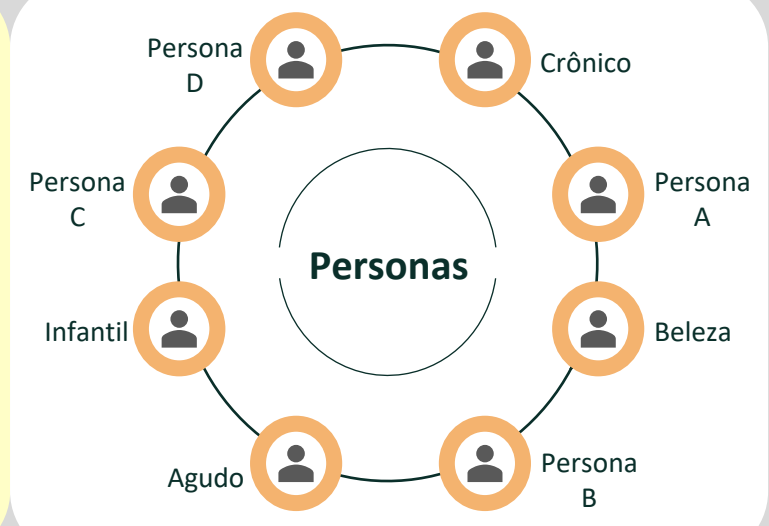 Persona
D
Crônico
Persona
C
Persona
A
Personas
Infantil
Beleza
Agudo
Persona
B